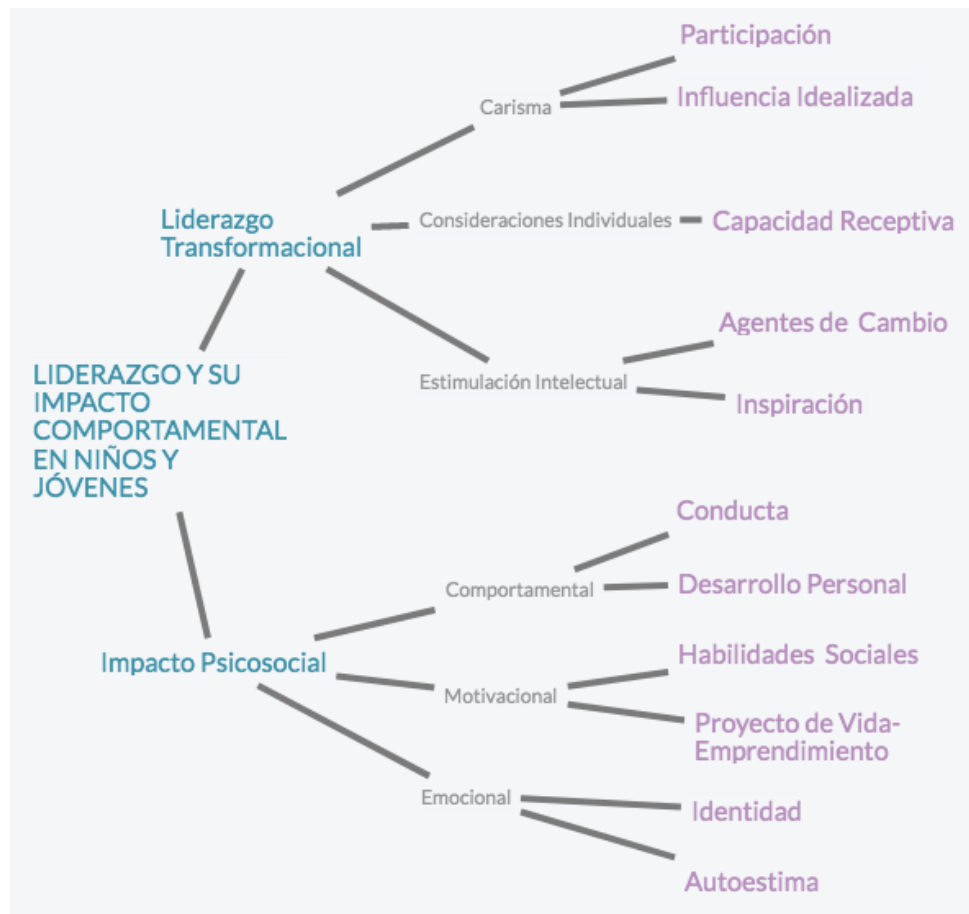 Participación
Influencia Idealizada
Carisma
Liderazgo
Transformacional
Consideraciones Individuales
Capacidad Receptiva
Agentes de Cambio
Estimulación Intelectual
Inspiración
LIDERAZGO Y SU
IMPACTO
COMPORTAMENTAL
EN NIÑOS Y
JÓVENES
Conducta
Comportamental
Desarrollo Personal
Impacto Psicosocial
Habilidades Sociales
Motivacional
Proyecto de Vida-
Emprendimiento
Emocional
Identidad
Autoestima